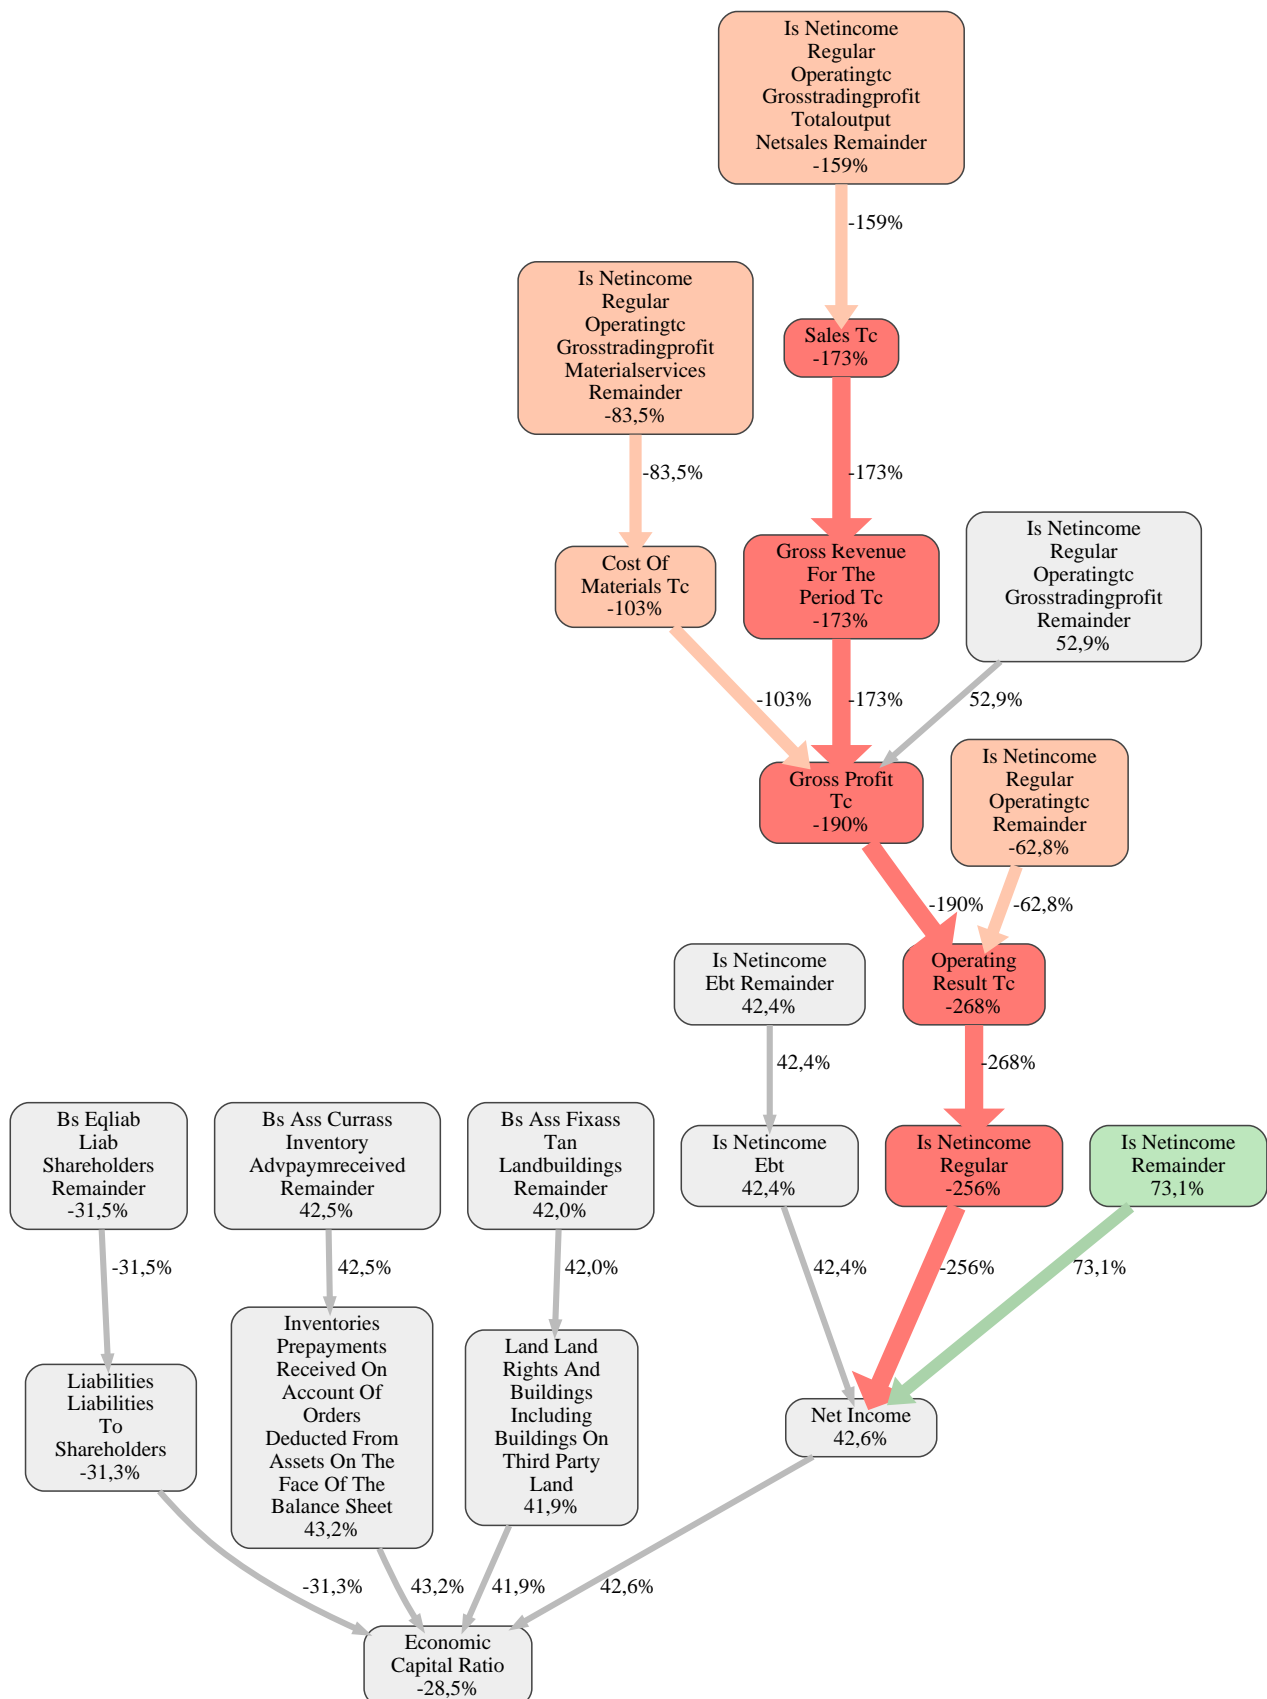 Is Netincome
Regular
Operatingtc
Grosstradingprofit
Totaloutput
Netsales Remainder
-159%
-159%
Is Netincome
Regular
Operatingtc
Grosstradingprofit
Materialservices
Remainder
-83,5%
Sales Tc
-173%
-83,5%
-173%
Is Netincome
Regular
Operatingtc
Grosstradingprofit
Remainder
52,9%
Cost Of
Materials Tc
-103%
Gross Revenue
For The
Period Tc
-173%
-103%
-173%
52,9%
Gross Profit
Tc
-190%
Is Netincome
Regular
Operatingtc
Remainder
-62,8%
-190%
-62,8%
Is Netincome
Ebt Remainder
42,4%
Operating
Result Tc
-268%
42,4%
-268%
Bs Eqliab
Liab
Shareholders
Remainder
-31,5%
Bs Ass Currass
Inventory
Advpaymreceived
Remainder
42,5%
Bs Ass Fixass
Tan
Landbuildings
Remainder
42,0%
Is Netincome
Ebt
42,4%
Is Netincome
Regular
-256%
Is Netincome
Remainder
73,1%
-31,5%
42,5%
42,0%
42,4%
-256%
73,1%
Liabilities
Liabilities
To
Shareholders
-31,3%
Inventories
Prepayments
Received On
Account Of
Orders
Deducted From
Assets On The
Face Of The
Balance Sheet
43,2%
Land Land
Rights And
Buildings
Including
Buildings On
Third Party
Land
41,9%
Net Income
42,6%
-31,3%
43,2%
41,9%
42,6%
Economic
Capital Ratio
-28,5%